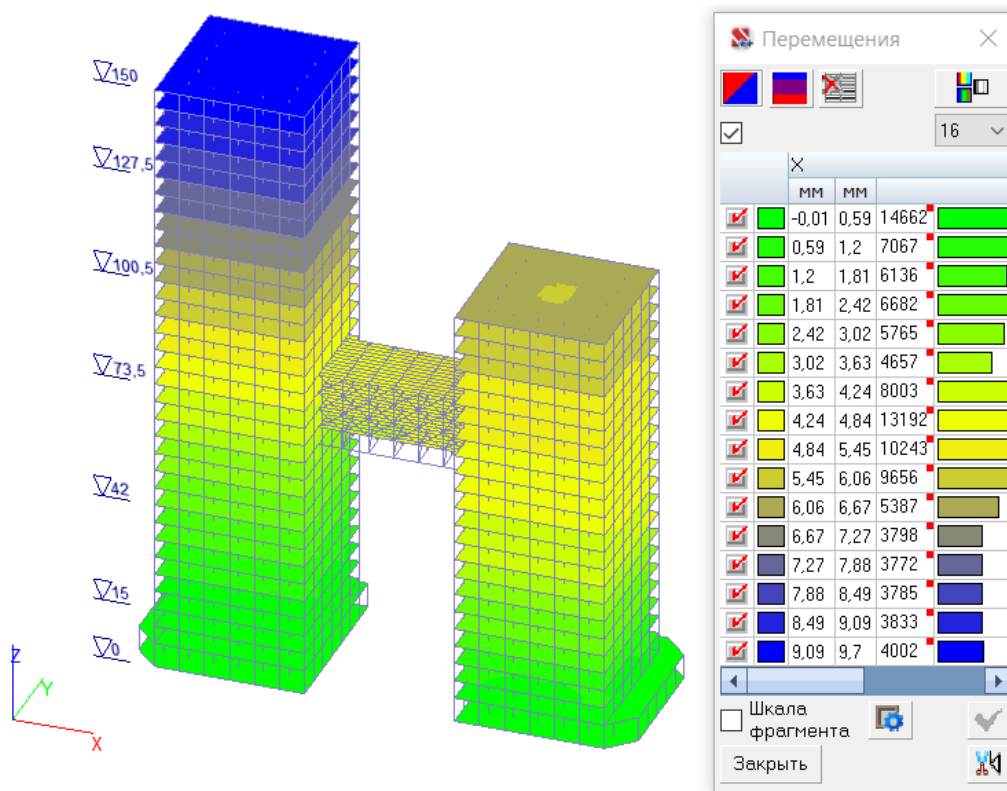 150
127,5
100,5
73,5
42
15
0
Z
Y
X
Перемещения
16
X
мм мм
-0,01 0,59 14662
0,59 1,2 7067
1,2 1,81 6136
1,81 2,42 6682
2,42 3,02 5765
3,02 3,63 4657
3,63 4,24 8003
4,24 4,84 13192
4,84 5,45 10243
5,45 6,06 9656
6,06 6,67 5387
6,67 7,27 3798
7,27 7,88 3772
7,88 8,49 3785
8,49 9,09 3833
9,09 9,7 4002
Шкала
фрагмента
Закрыть